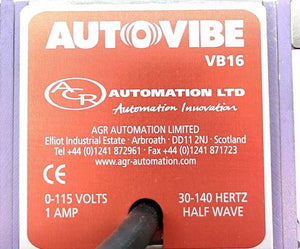 AUTOVIBE
VB16
AGR AUTOMATION LTD
Automation Innovation
AGR AUTOMATION LIMITED
Elliot Industrial Estate · Arbroath · DD11 2NJ · Scotland
Tel +44 (0)1241 872961 · Fax +44 (0)1241 871723
www.agr-automation.com
CE
0-115 VOLTS 30-140 HERTZ
1 AMP HALF WAVE